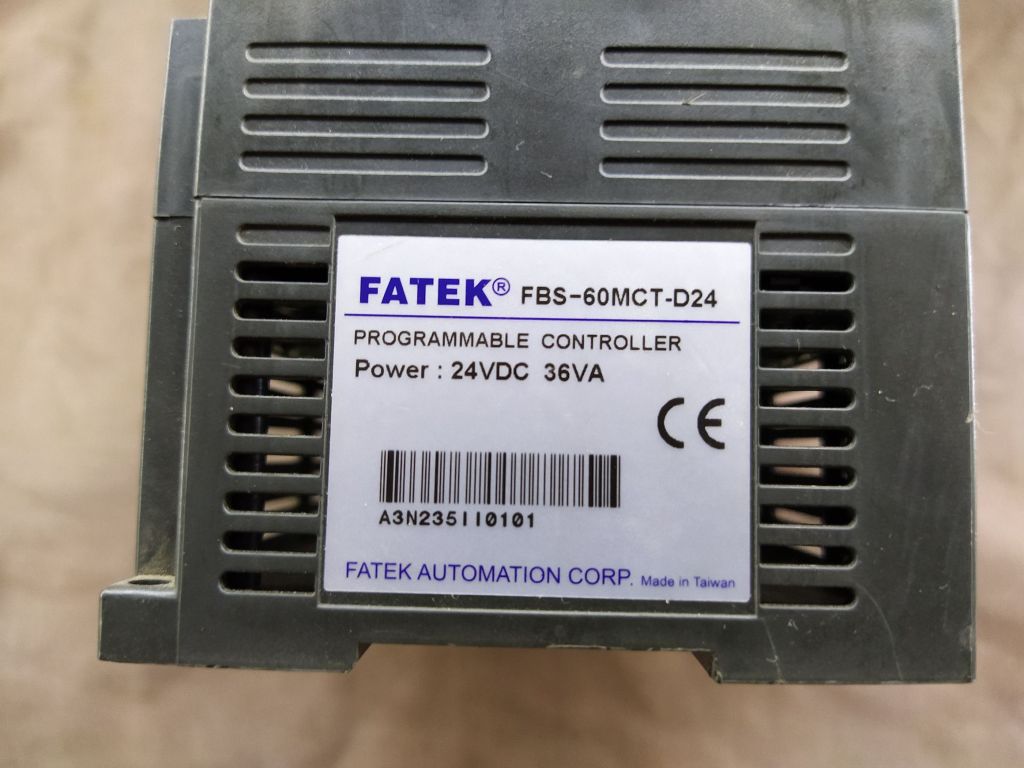 FATEK® FBS-60MCT-D24
PROGRAMMABLE CONTROLLER
Power : 24VDC 36VA
CE
A3N235II0101
FATEK AUTOMATION CORP. Made in Taiwan